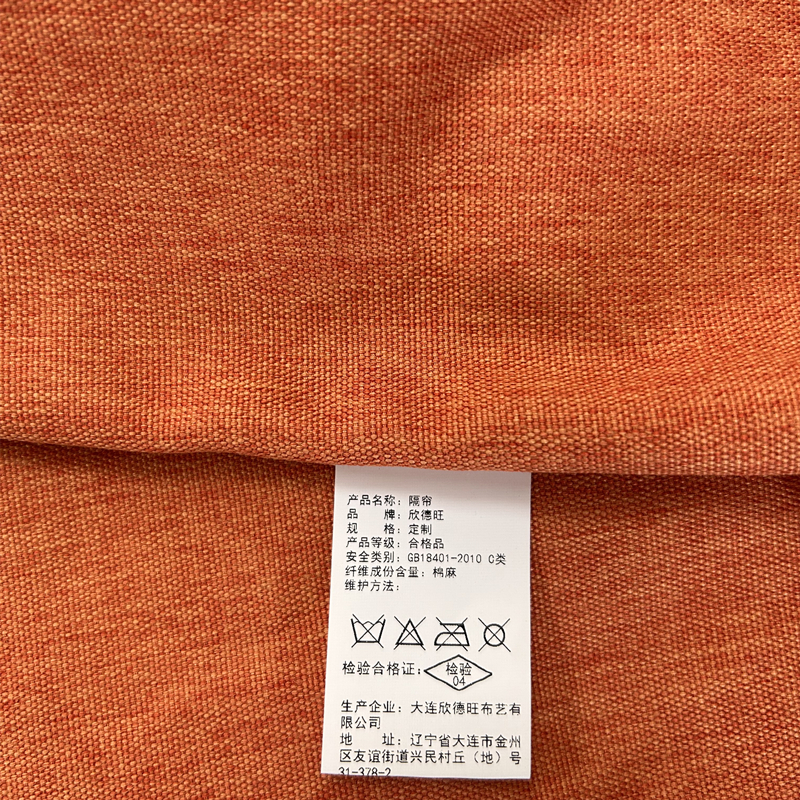 产品名称：隔帘
品　　牌：欣德旺
规　　格：定制
产品等级：合格品
安全类别：GB18401-2010 C类
纤维成份含量：棉麻
维护方法：
检验合格证：检验
04
生产企业：大连欣德旺布艺有
限公司
地　　址：辽宁省大连市金州
区友谊街道兴民村丘（地）号
31-378-2